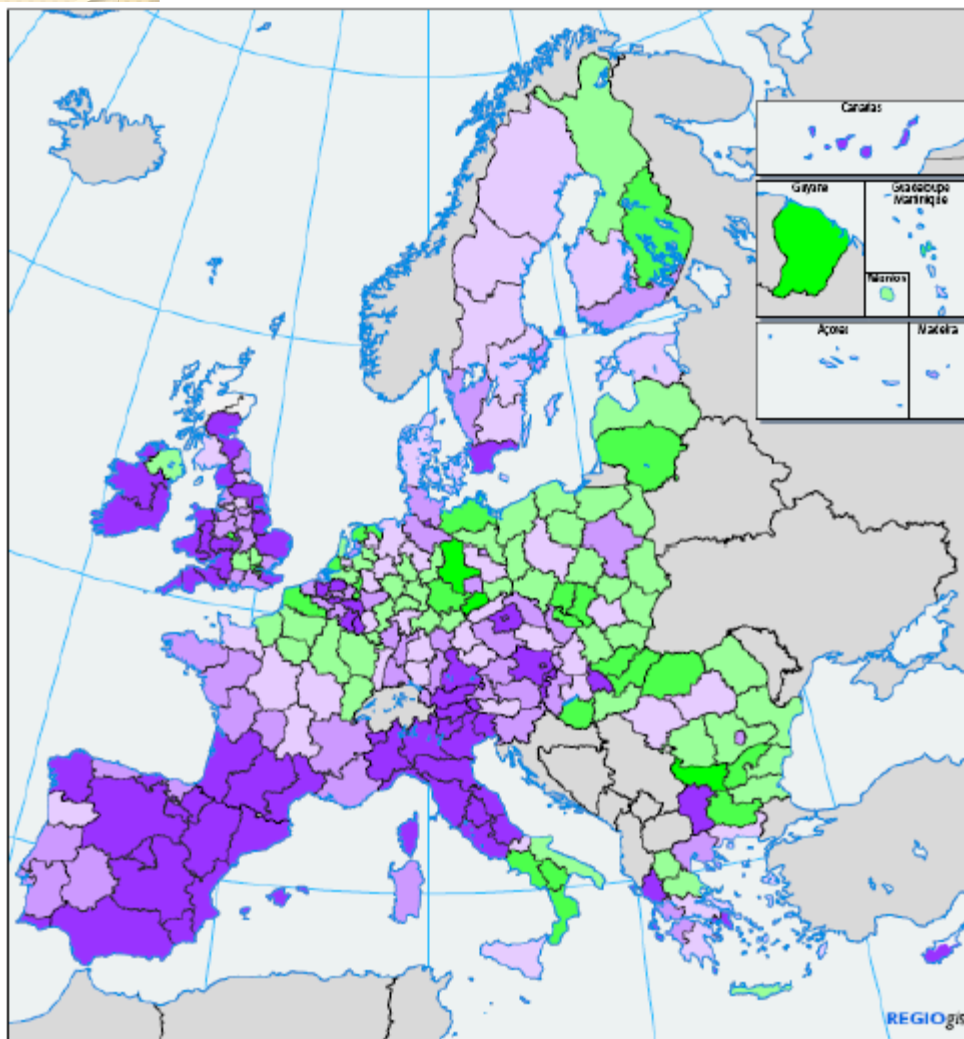 Canarias
Guyane
Guadeloupe
Martinique
Réunion
Açores
Madeira
REGIOgis